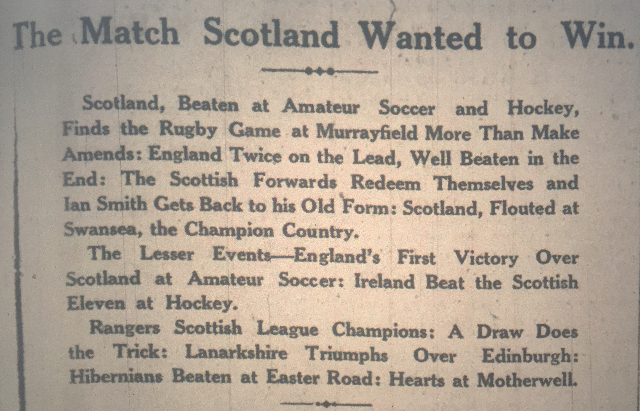 The Match Scotland Wanted to Win.
Scotland, Beaten at Amateur Soccer and Hockey,
Finds the Rugby Game at Murrayfield More Than Make
Amends: England Twice on the Lead, Well Beaten in the
End: The Scottish Forwards Redeem Themselves and
Ian Smith Gets Back to his Old Form: Scotland, Flouted at
Swansea, the Champion Country.
The Lesser Events—England's First Victory Over
Scotland at Amateur Soccer: Ireland Beat the Scottish
Eleven at Hockey.
Rangers Scottish League Champions: A Draw Does
the Trick: Lanarkshire Triumphs Over Edinburgh:
Hibernians Beaten at Easter Road: Hearts at Motherwell.